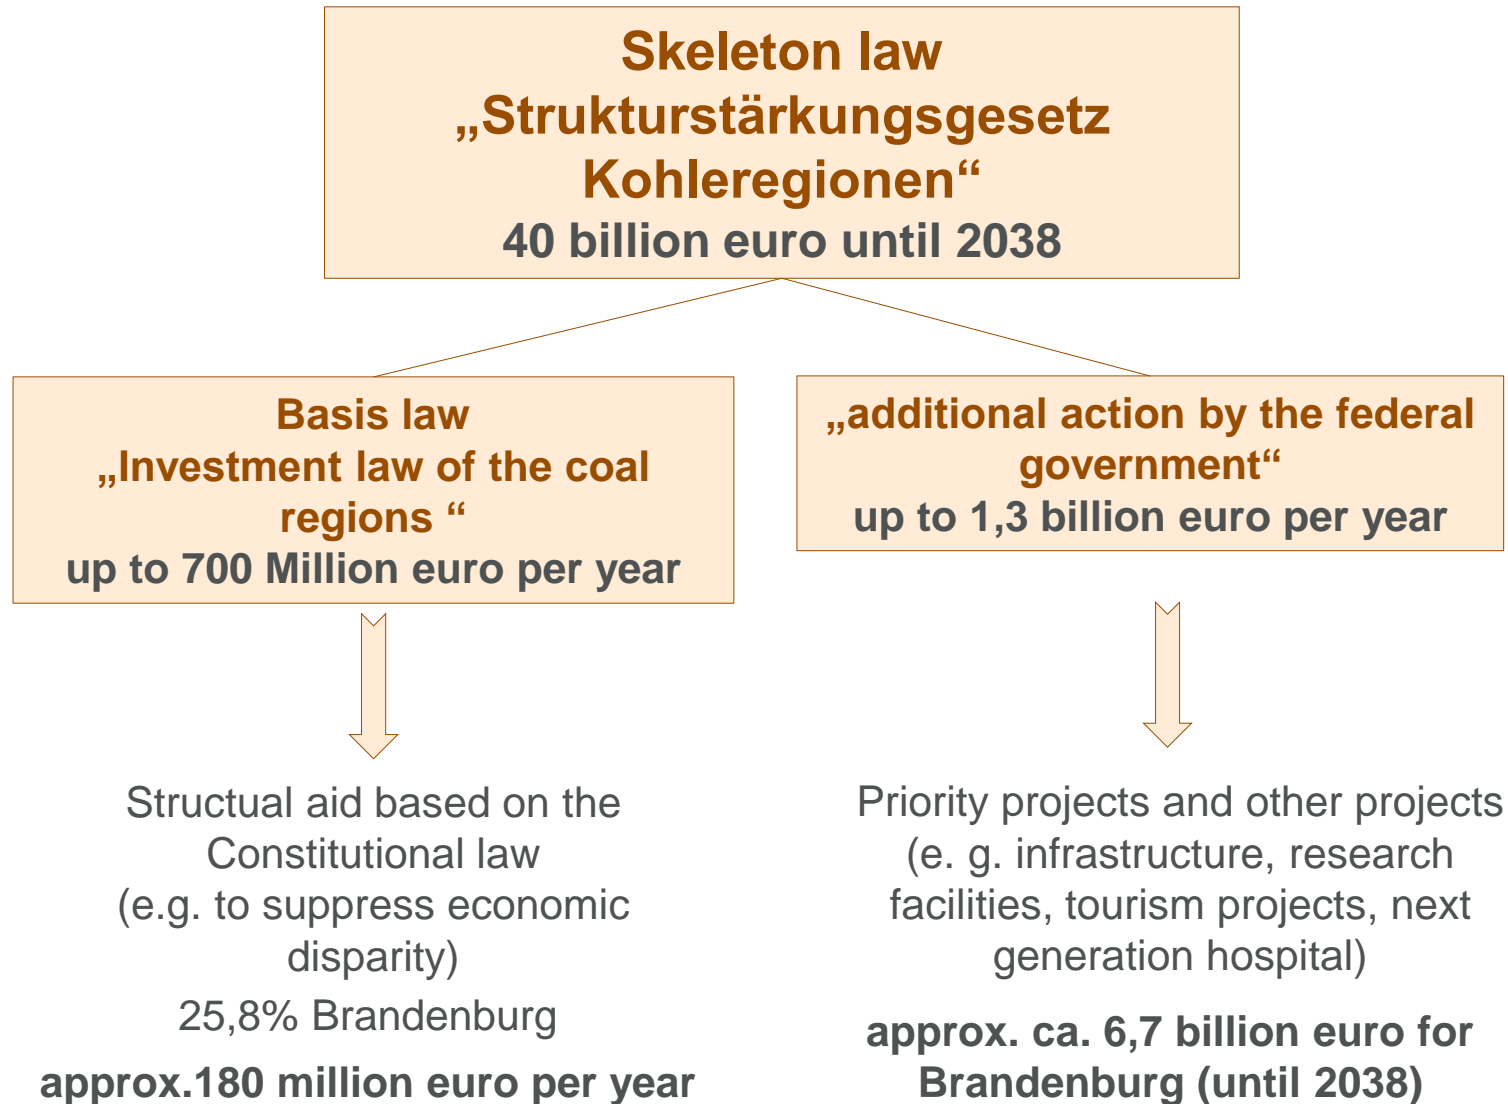 Skeleton law
„Strukturstärkungsgesetz
Kohleregionen“
40 billion euro until 2038
Basis law
„Investment law of the coal
regions “
up to 700 Million euro per year
„additional action by the federal
government“
up to 1,3 billion euro per year
Structual aid based on the
Constitutional law
(e.g. to suppress economic
disparity)
25,8% Brandenburg
approx.180 million euro per year
Priority projects and other projects
(e. g. infrastructure, research
facilities, tourism projects, next
generation hospital)
approx. ca. 6,7 billion euro for
Brandenburg (until 2038)